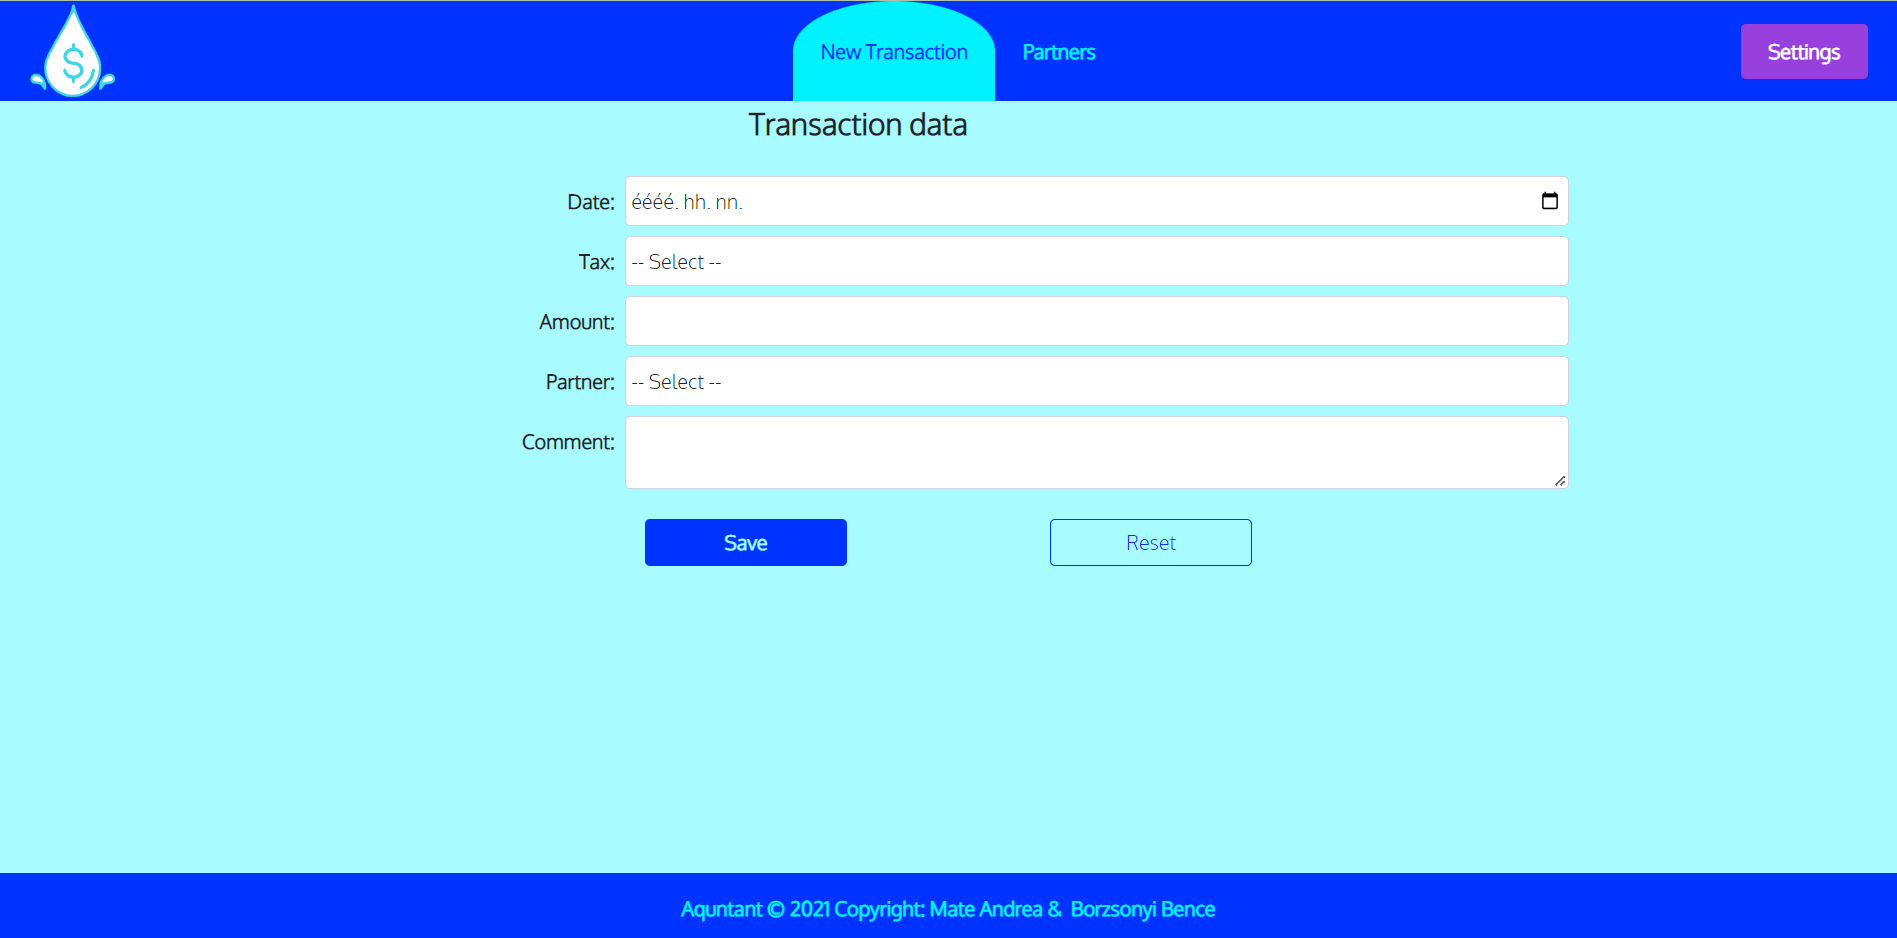 $
New Transaction
Partners
Settings
Transaction data
Date: éééé. hh. nn.
Tax: -- Select --
Amount:
Partner: -- Select --
Comment:
Save
Reset
Aquntant © 2021 Copyright: Mate Andrea & Borzsonyi Bence